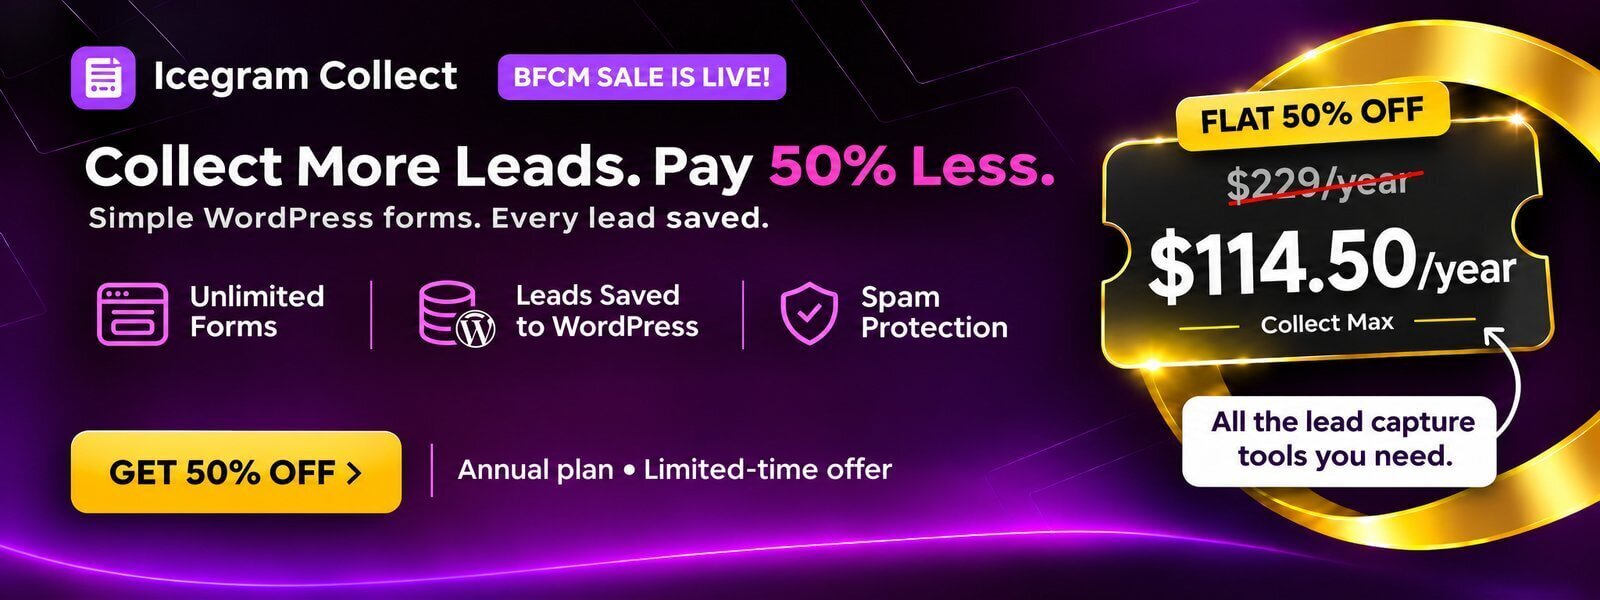 Icegram Collect
BFCM SALE IS LIVE!
Collect More Leads. Pay 50% Less.
Simple WordPress forms. Every lead saved.
Unlimited
Forms
Leads Saved
to WordPress
Spam
Protection
GET 50% OFF >
Annual plan • Limited-time offer
FLAT 50% OFF
$229/year
$114.50/year
Collect Max
All the lead capture
tools you need.